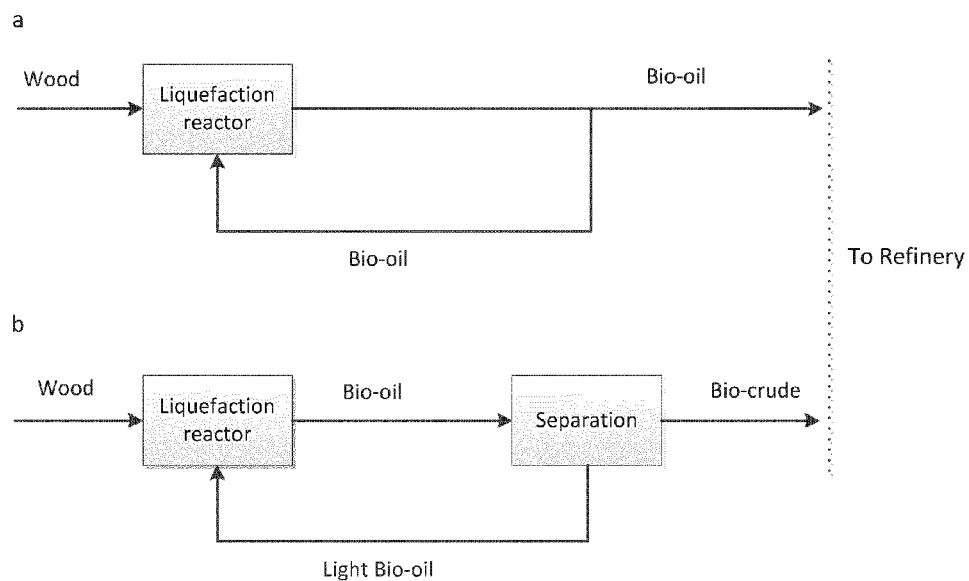 a
Wood
Liquefaction
reactor
Bio-oil
Bio-oil
To Refinery
b
Wood
Liquefaction
reactor
Bio-oil
Separation
Bio-crude
Light Bio-oil